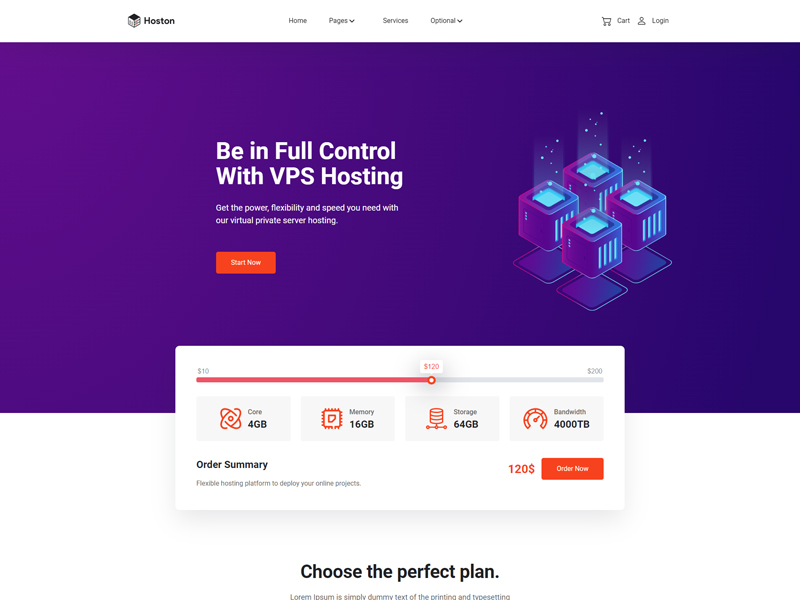 Hoston
Home
Pages
Services
Optional
Cart
Login
Be in Full Control
With VPS Hosting
Get the power, flexibility and speed you need with
our virtual private server hosting.
Start Now
$120
$10
$200
Core
4GB
Memory
16GB
Storage
64GB
Bandwidth
4000TB
Order Summary
120$
Order Now
Flexible hosting platform to deploy your online projects.
Choose the perfect plan.
Lorem Ipsum is simply dummy text of the printing and typesetting